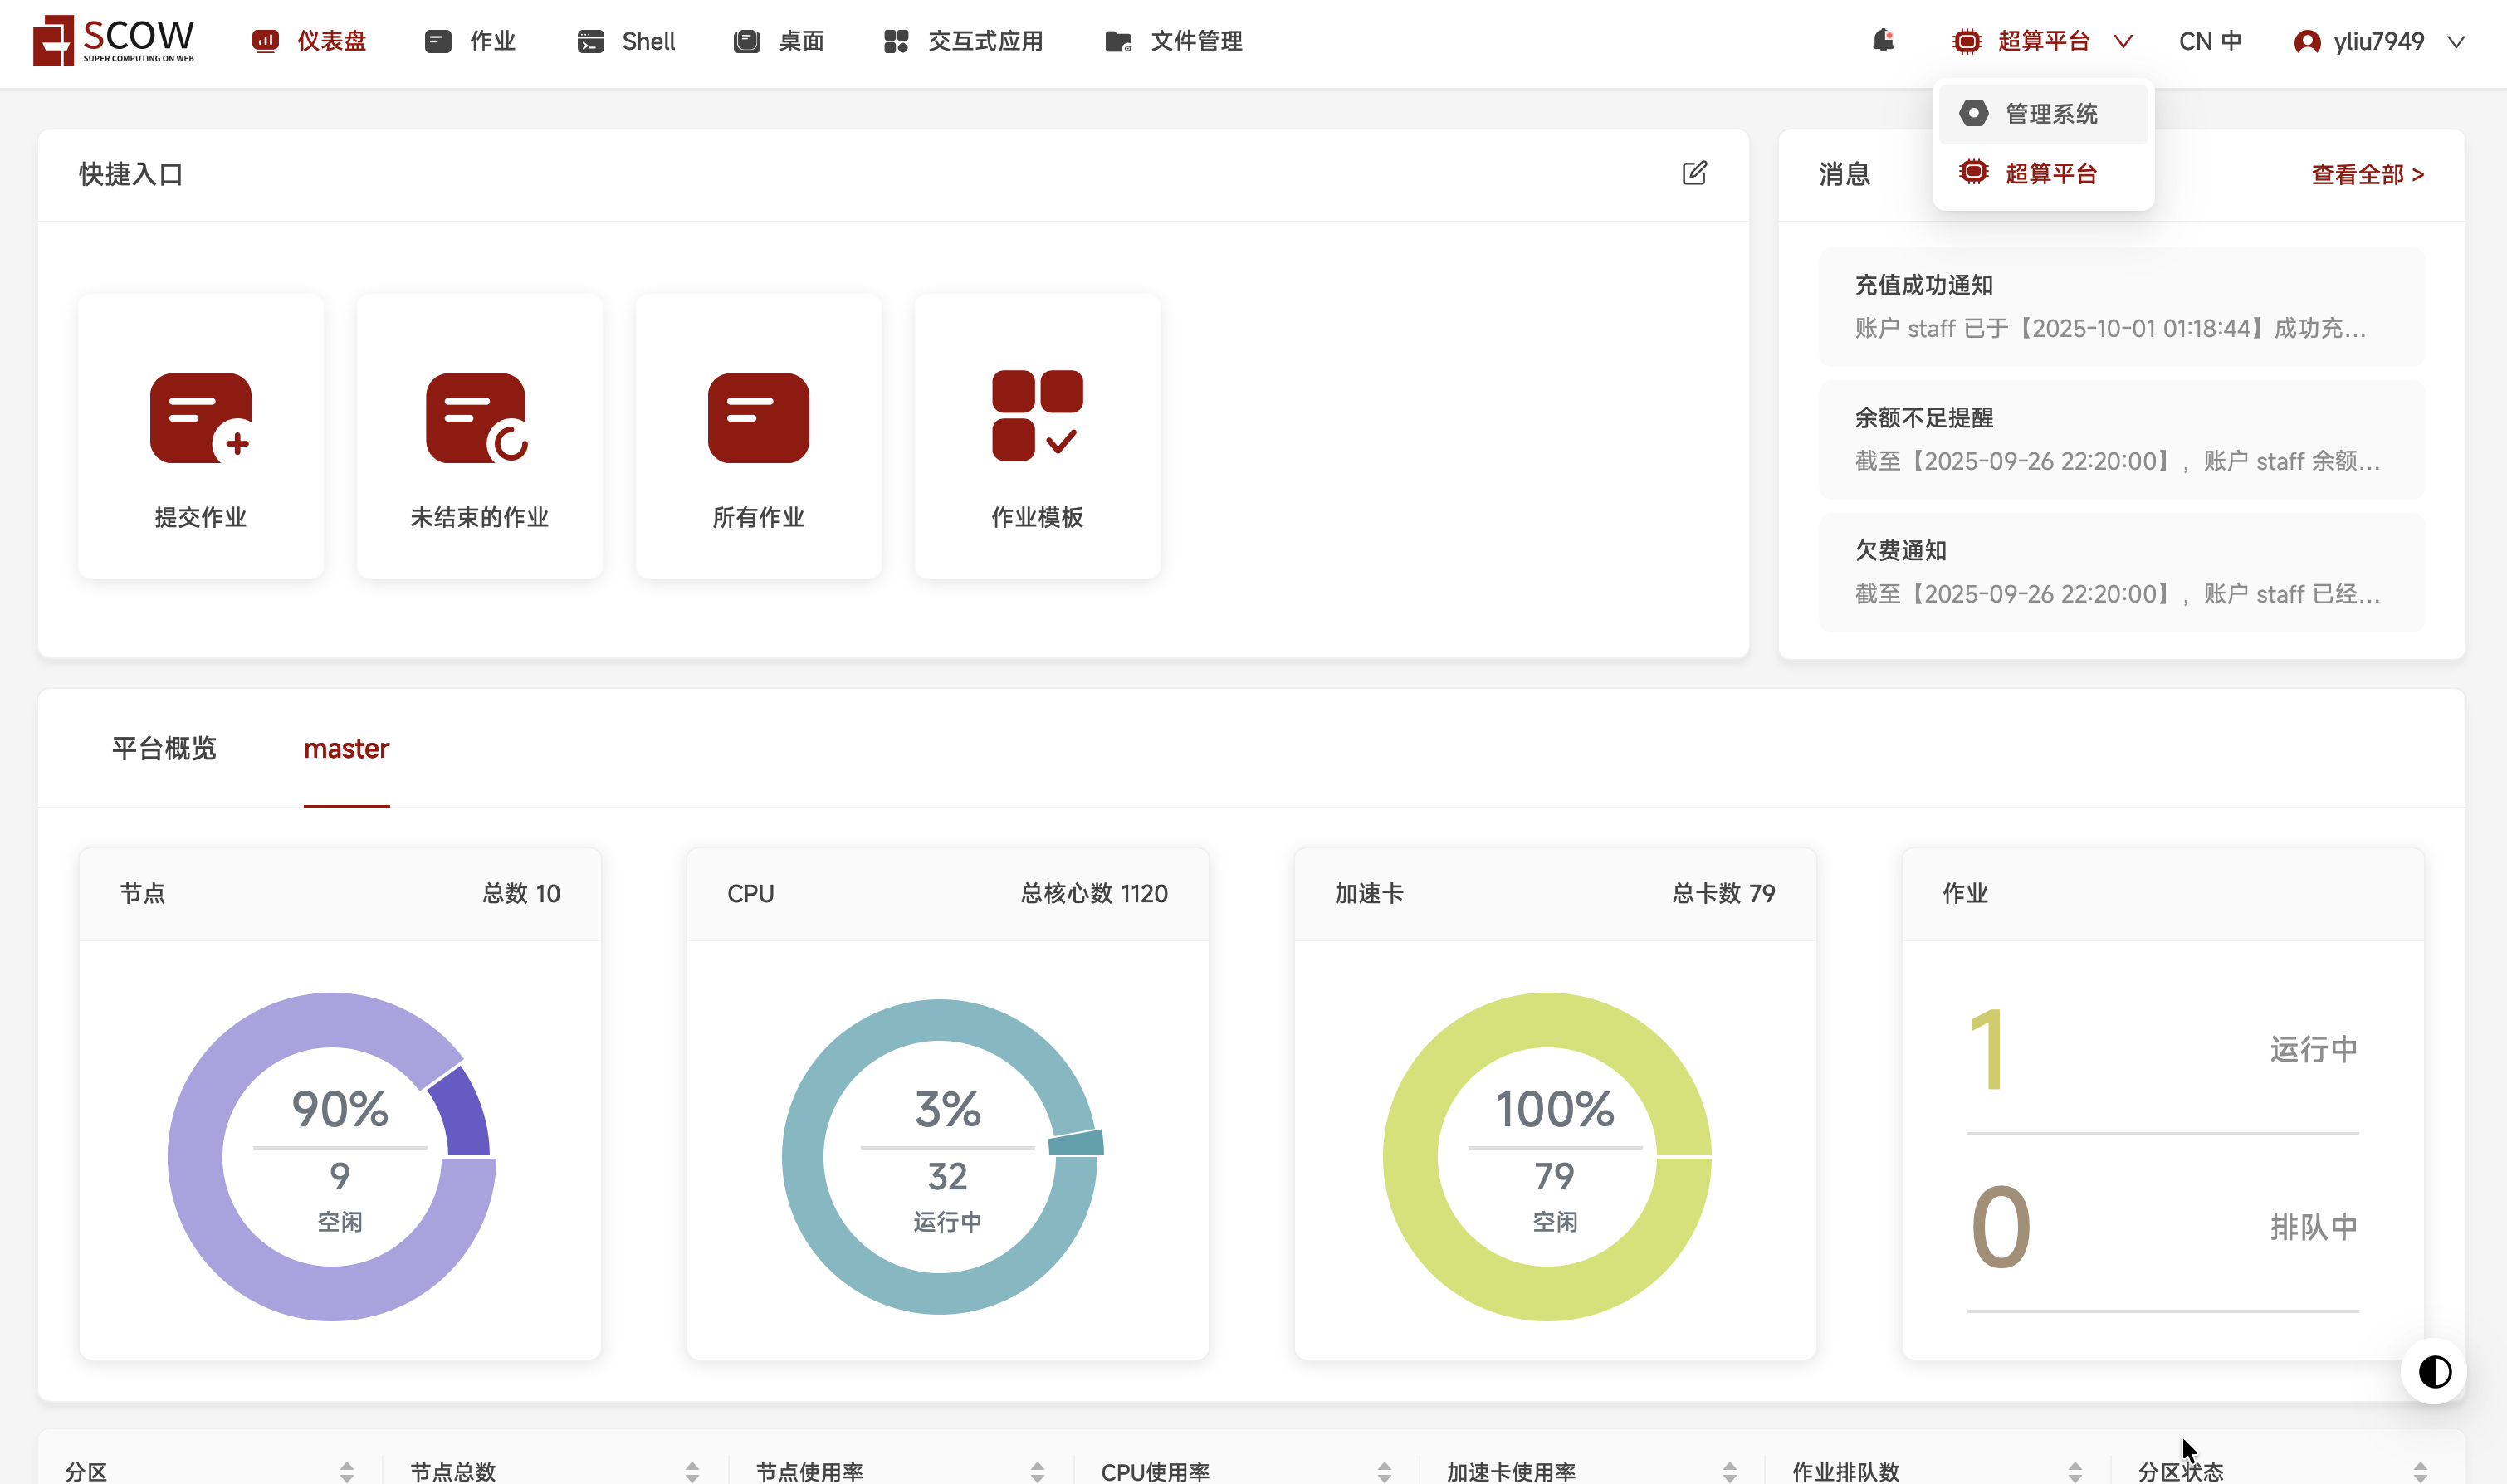 SCOW
SUPER COMPUTING ON WEB
仪表盘
作业
Shell
桌面
交互式应用
文件管理
超算平台
CN 中
yliu7949
管理系统
超算平台
快捷入口
提交作业
未结束的作业
所有作业
作业模板
消息
查看全部 >
充值成功通知
账户 staff 已于【2025-10-01 01:18:44】成功充...
余额不足提醒
截至【2025-09-26 22:20:00】，账户 staff 余额...
欠费通知
截至【2025-09-26 22:20:00】，账户 staff 已经...
平台概览
master
节点
总数 10
90%
9
空闲
CPU
总核心数 1120
3%
32
运行中
加速卡
总卡数 79
100%
79
空闲
作业
1
运行中
0
排队中
分区
节点总数
节点使用率
CPU使用率
加速卡使用率
作业排队数
分区状态